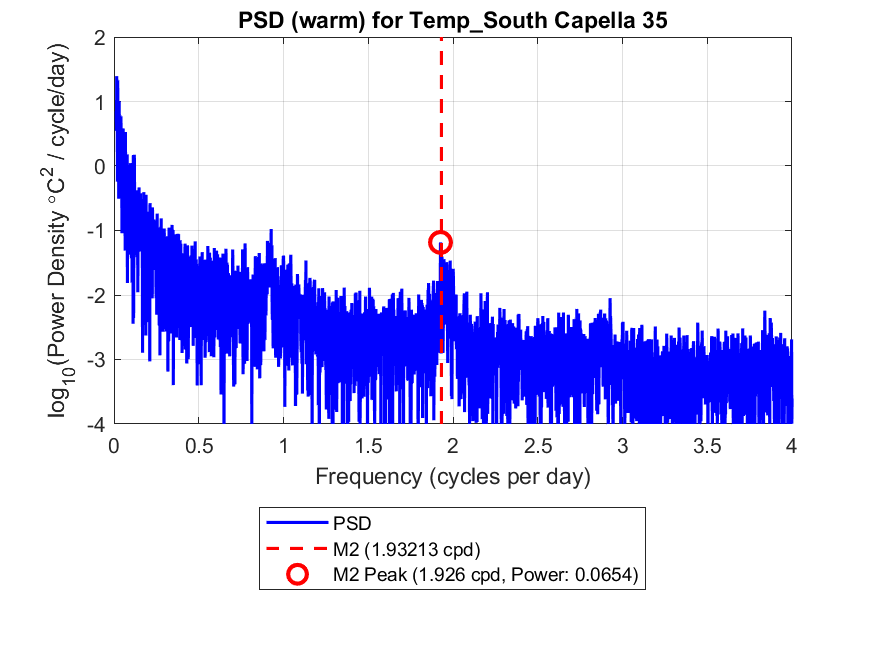 PSD (warm) for Temp_South Capella 35
log10(Power Density °C2 / cycle/day)
2
1
0
-1
-2
-3
-4
0 0.5 1 1.5 2 2.5 3 3.5 4
Frequency (cycles per day)
PSD
M2 (1.93213 cpd)
M2 Peak (1.926 cpd, Power: 0.0654)